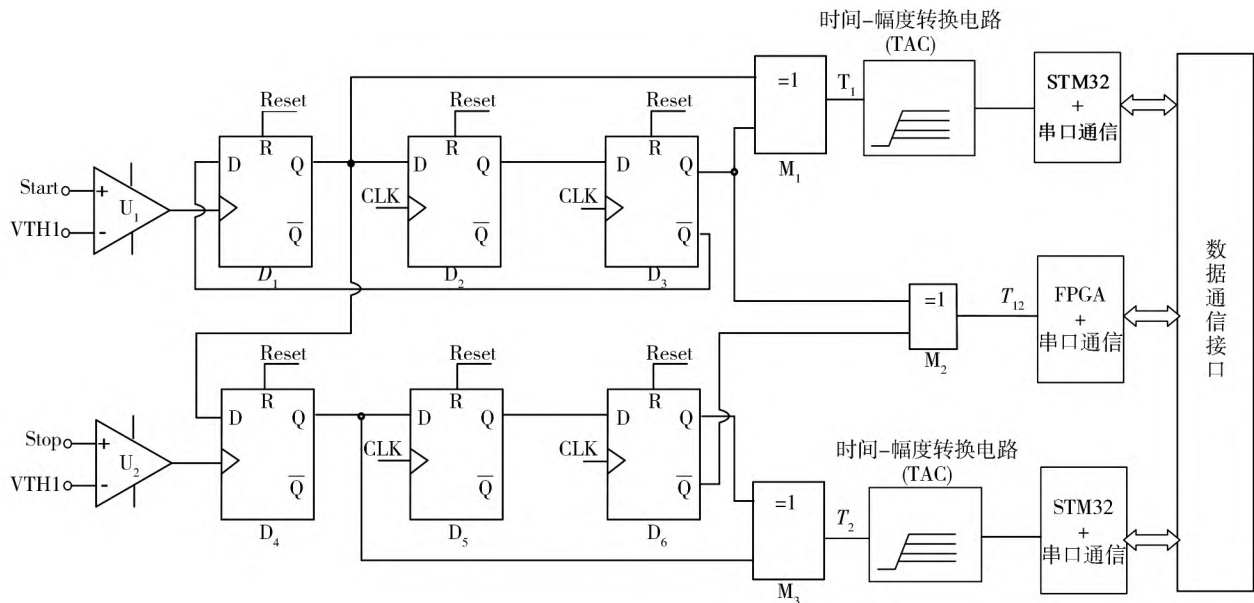 时间-幅度转换电路
(TAC)
=1
T1
STM32
+
串口通信
M1
Reset
Reset
Reset
D R Q
Q̅
D1
D R Q
CLK
Q̅
D2
D R Q
CLK
Q̅
D3
Start
+
VTH1
-
U1
=1
M2
T12
FPGA
+
串口通信
数据通信接口
Reset
Reset
Reset
D R Q
Q̅
D4
D R Q
CLK
Q̅
D5
D R Q
CLK
Q̅
D6
Stop
+
VTH1
-
U2
=1
M3
T2
时间-幅度转换电路
(TAC)
STM32
+
串口通信